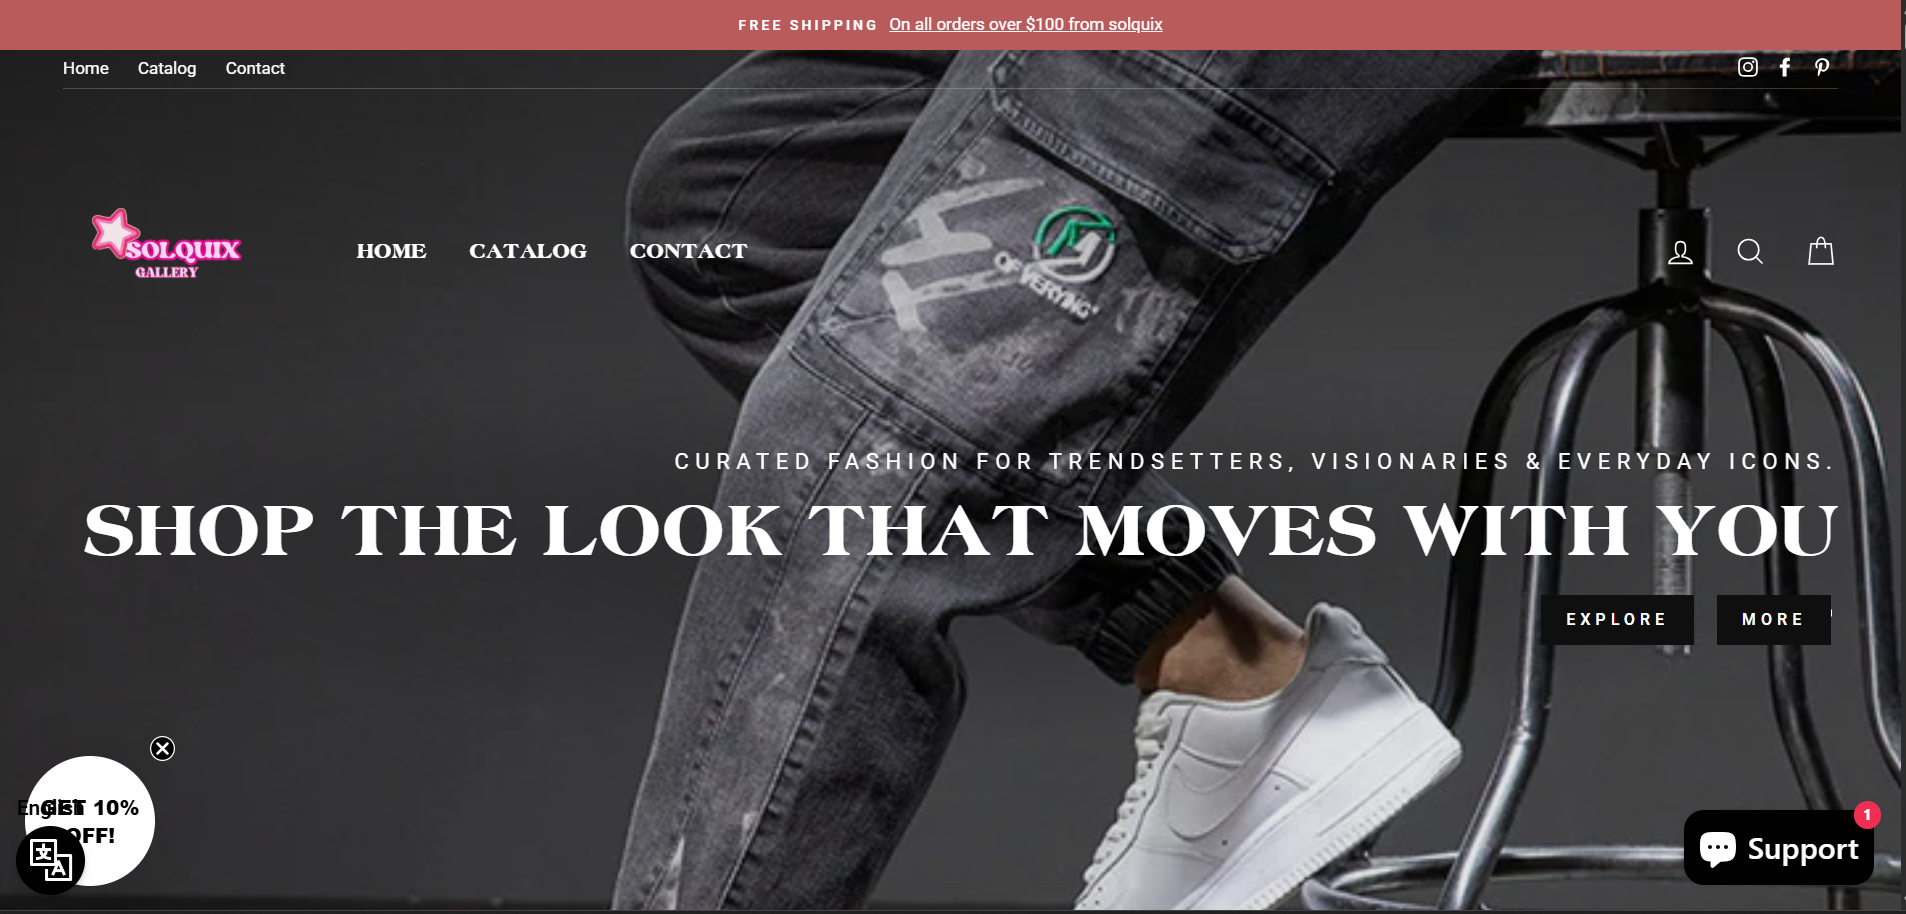 FREE SHIPPING On all orders over $100 from solquix
Home Catalog Contact
SOLQUIX
GALLERY
HOME CATALOG CONTACT
OF VERYING
CURATED FASHION FOR TRENDSETTERS, VISIONARIES & EVERYDAY ICONS.
SHOP THE LOOK THAT MOVES WITH YOU
EXPLORE MORE
English
GET 10%
OFF!
文
A
1
Support